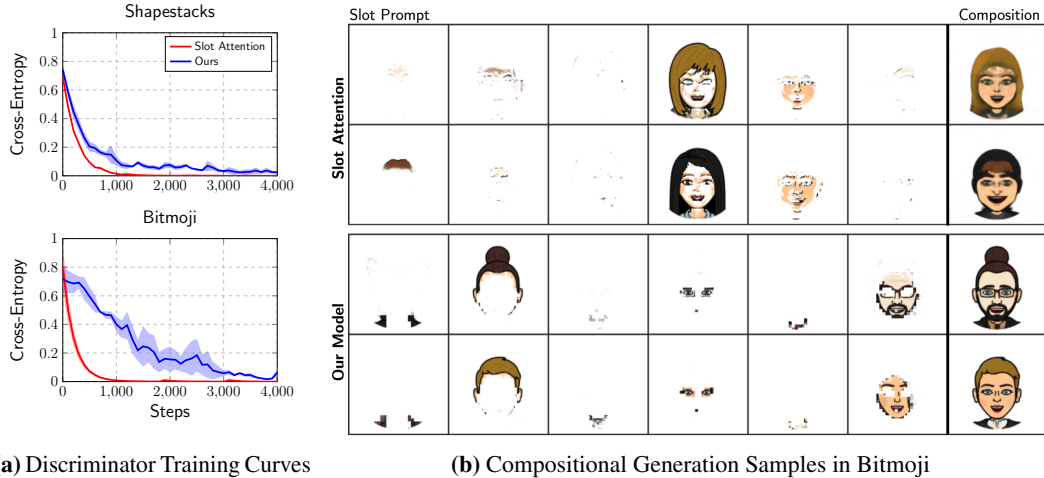 Shapestacks
Cross-Entropy
1
0.8
0.6
0.4
0.2
0
0 1,000 2,000 3,000 4,000
Slot Attention
Ours
Bitmoji
Cross-Entropy
1
0.8
0.6
0.4
0.2
0
0 1,000 2,000 3,000 4,000
Steps
(a) Discriminator Training Curves
Slot Prompt
Composition
Slot Attention
Our Model
(b) Compositional Generation Samples in Bitmoji